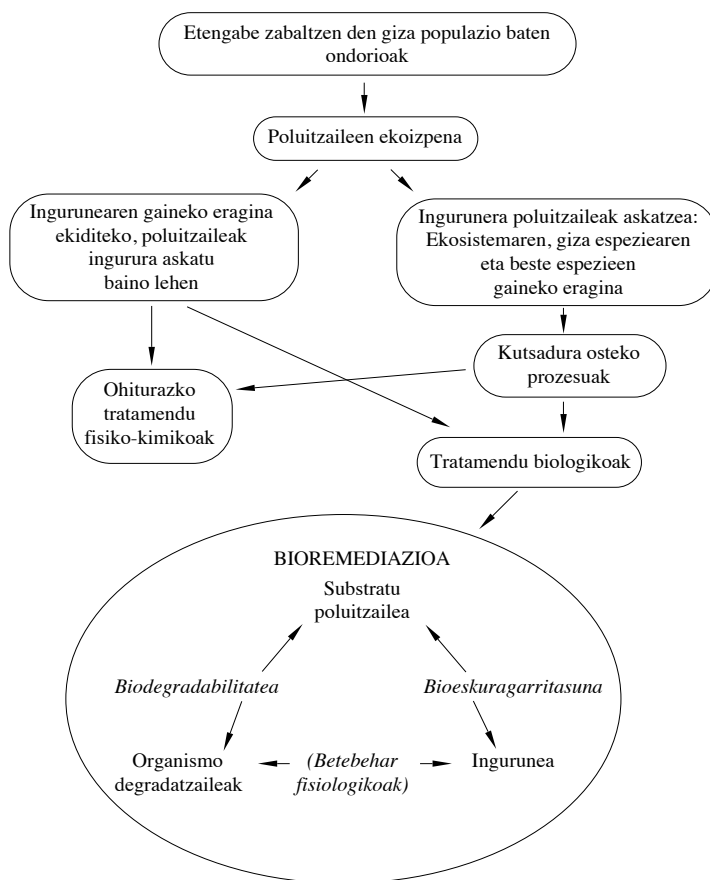 Etengabe zabaltzen den giza populazio baten
ondorioak
Poluitzaileen ekoizpena
Ingurunearen gaineko eragina
ekiditeko, poluitzaileak
ingurura askatu
baino lehen
Ingurunera poluitzaileak askatzea:
Ekosistemaren, giza espeziearen
eta beste espezieen
gaineko eragina
Kutsadura osteko
prozesuak
Ohiturazko
tratamendu
fisiko-kimikoak
Tratamendu biologikoak
BIOREMEDIAZIOA
Substratu
poluitzailea
Biodegradabilitatea
Bioeskuragarritasuna
Organismo
degradatzaileak
(Betebehar
fisiologikoak)
Ingurunea